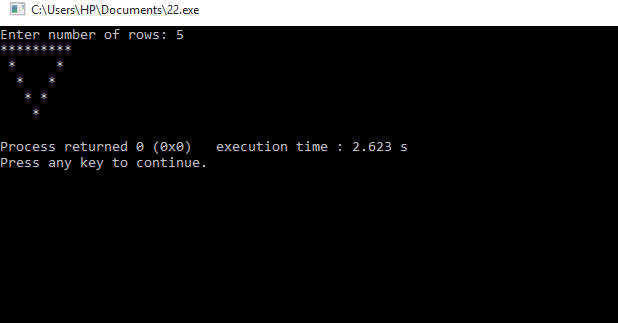 C:\Users\HP\Documents\22.exe
Enter number of rows: 5
*********
 *     *
  *   *
   * *
    *
Process returned 0 (0x0)   execution time : 2.623 s
Press any key to continue.